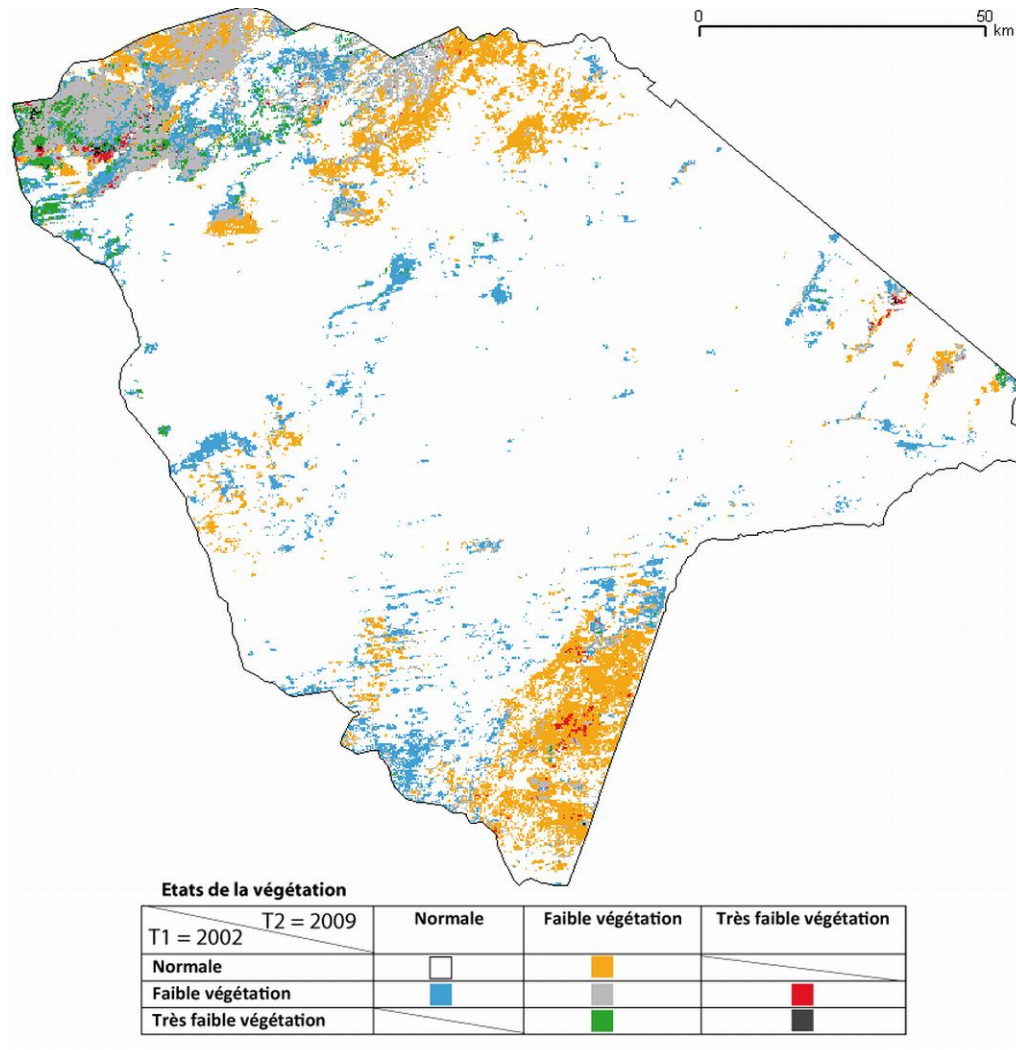 0 50
km
Etats de la végétation
T2 = 2009 Normale Faible végétation Très faible végétation
T1 = 2002
Normale
Faible végétation
Très faible végétation